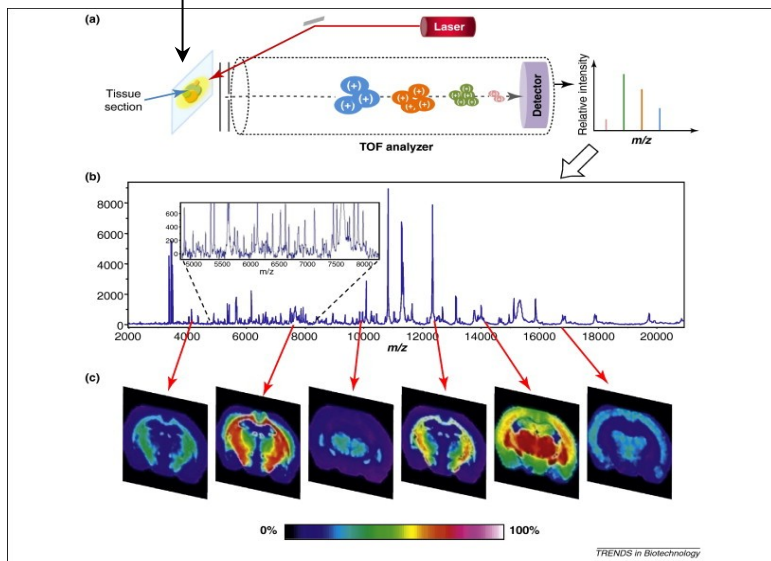 (a)
Laser
Tissue
section
(+) (+) (+) (+)
TOF analyzer
Detector
Relative intensity
m/z
(b)
8000
6000
4000
2000
0
600
400
200
0
5000 5500 6000 6500 7000 7500 8000
m/z
2000 4000 6000 8000 10000 12000 14000 16000 18000 20000
m/z
(c)
0% 100%
TRENDS in Biotechnology